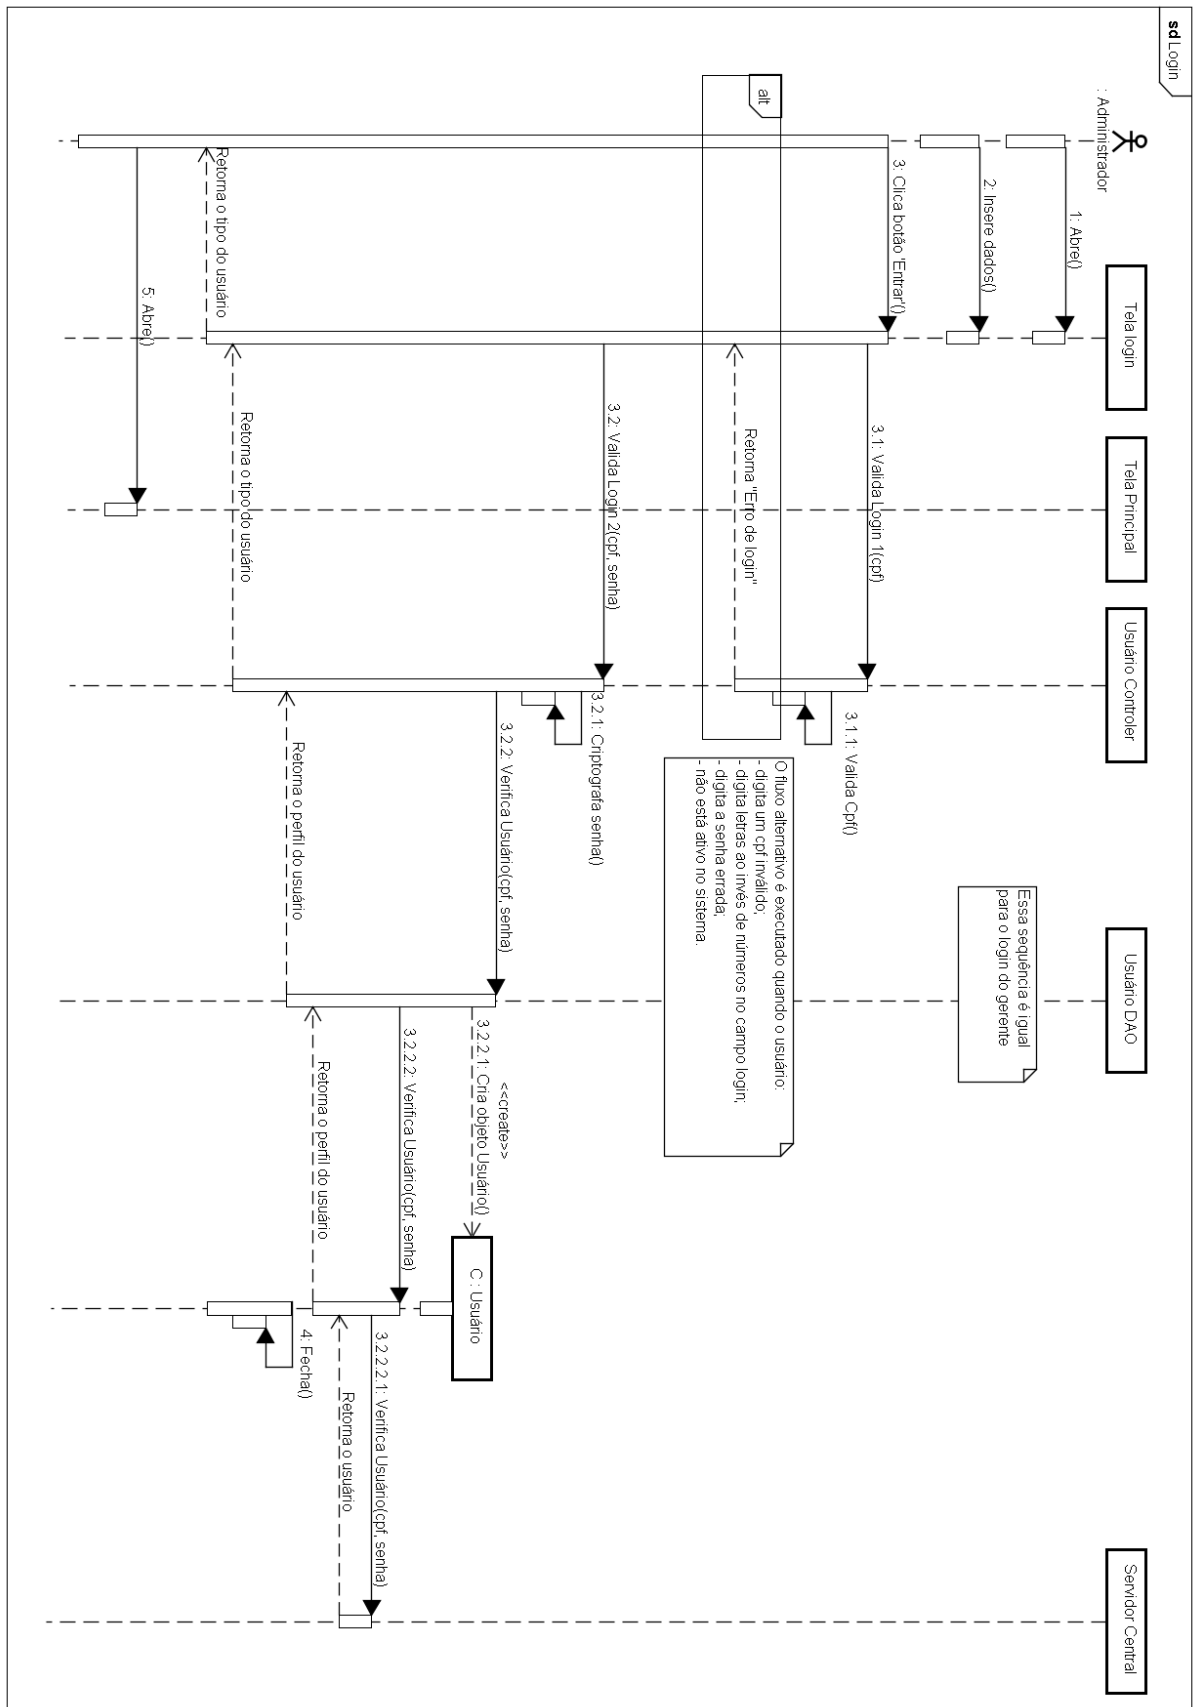 sd Login
: Administrador
Tela login
Tela Principal
Usuário Controler
Usuário DAO
Servidor Central
1: Abre()
2: Insere dados()
Essa sequência é igual
para o login do gerente
3: Clica botão 'Entrar'()
3.1: Valida Login 1(cpf)
3.1.1: Valida Cpf()
alt
Retorna "Erro de login"
O fluxo alternativo é executado quando o usuário:
- digita um cpf inválido;
- digita letras ao invés de números no campo login;
- digita a senha errada;
- não está ativo no sistema.
3.2: Valida Login 2(cpf, senha)
3.2.1: Criptografa senha()
3.2.2: Verifica Usuário(cpf, senha)
<<create>>
3.2.2.1: Cria objeto Usuário()
C : Usuário
3.2.2.2: Verifica Usuário(cpf, senha)
3.2.2.2.1: Verifica Usuário(cpf, senha)
Retorna o usuário
Retorna o perfil do usuário
Retorna o perfil do usuário
4: Fecha()
Retorna o tipo do usuário
Retorna o tipo do usuário
5: Abre()